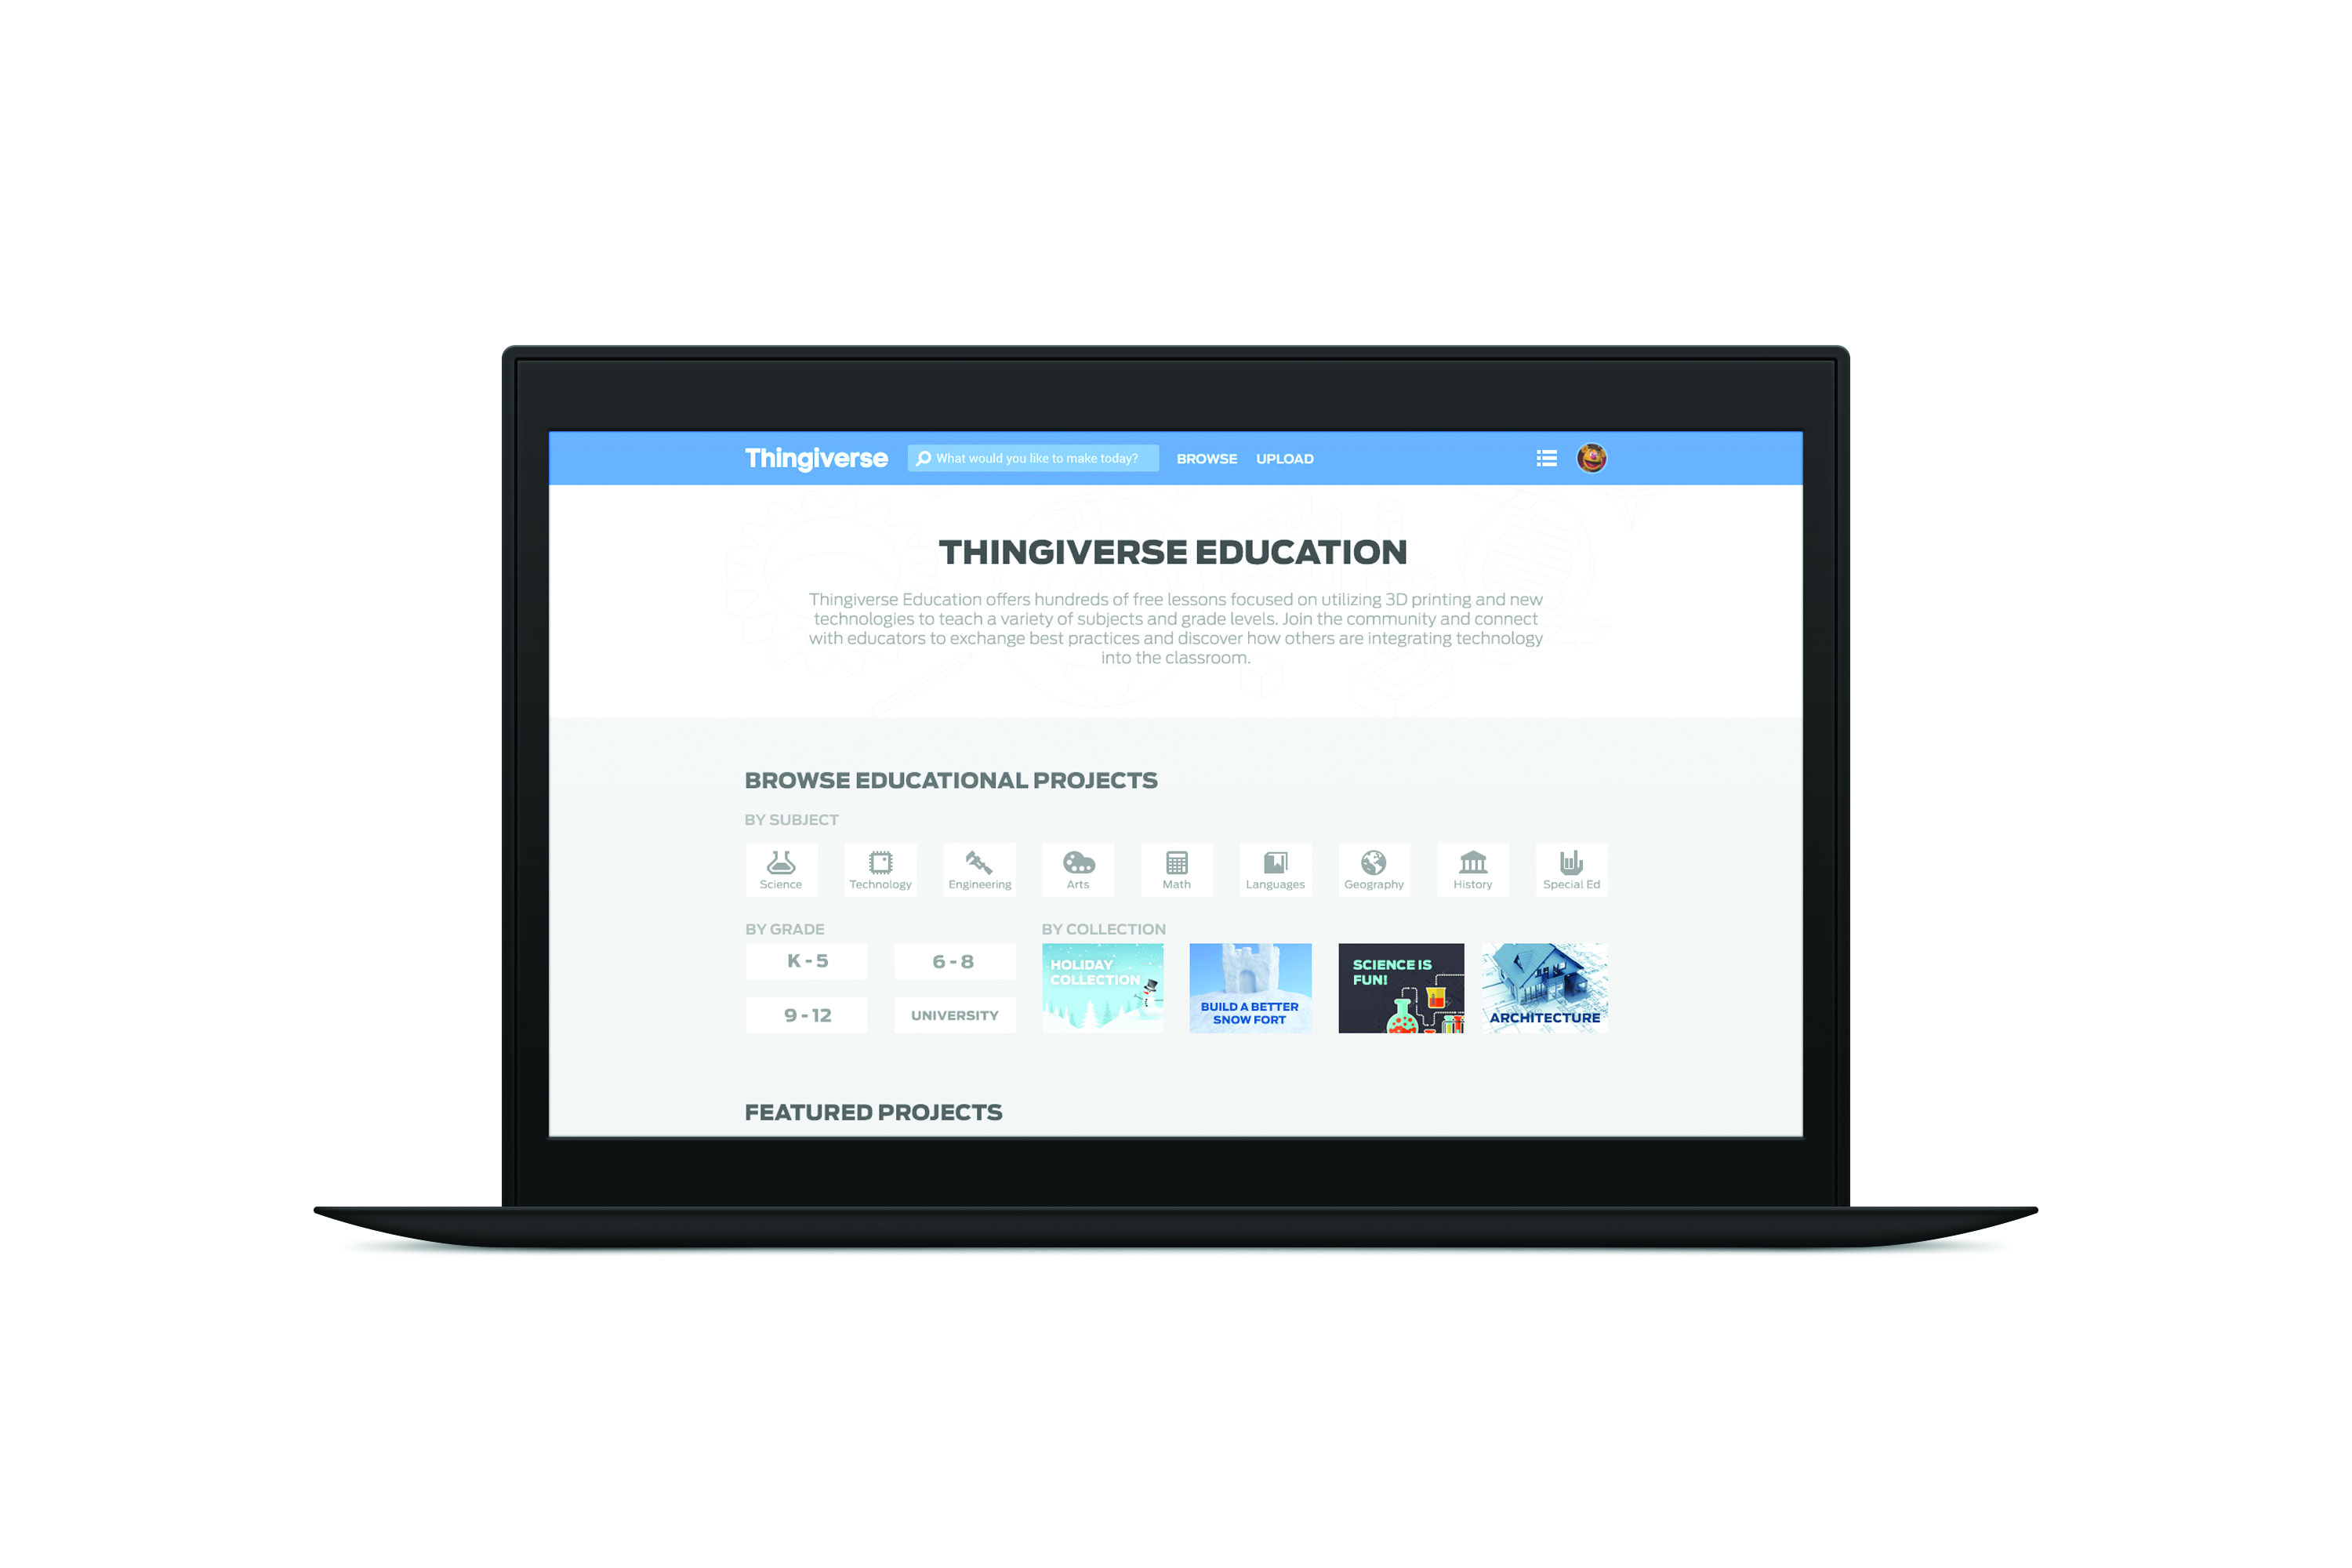 Thingiverse
What would you like to make today?
BROWSE
UPLOAD
THINGIVERSE EDUCATION
Thingiverse Education offers hundreds of free lessons focused on utilizing 3D printing and new
technologies to teach a variety of subjects and grade levels. Join the community and connect
with educators to exchange best practices and discover how others are integrating technology
into the classroom.
BROWSE EDUCATIONAL PROJECTS
BY SUBJECT
Science
Technology
Engineering
Arts
Math
Languages
Geography
History
Special Ed
BY GRADE
K - 5
6 - 8
9 - 12
UNIVERSITY
BY COLLECTION
HOLIDAY
COLLECTION
BUILD A BETTER
SNOW FORT
SCIENCE IS
FUN!
ARCHITECTURE
FEATURED PROJECTS